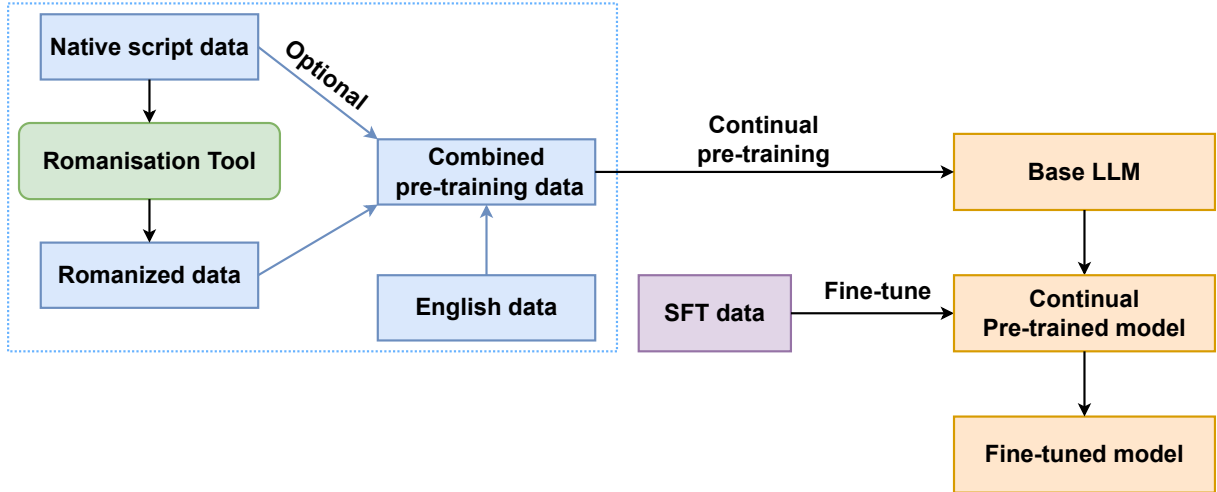 Native script data
Optional
Romanisation Tool
Combined
pre-training data
Romanized data
English data
Continual
pre-training
Base LLM
SFT data
Fine-tune
Continual
Pre-trained model
Fine-tuned model